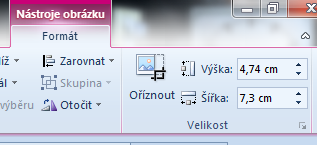 Nástroje obrázku
Formát
Zarovnat
Skupina
výběru
Otočit
Oříznout
Výška: 4,74 cm
Šířka: 7,3 cm
Velikost